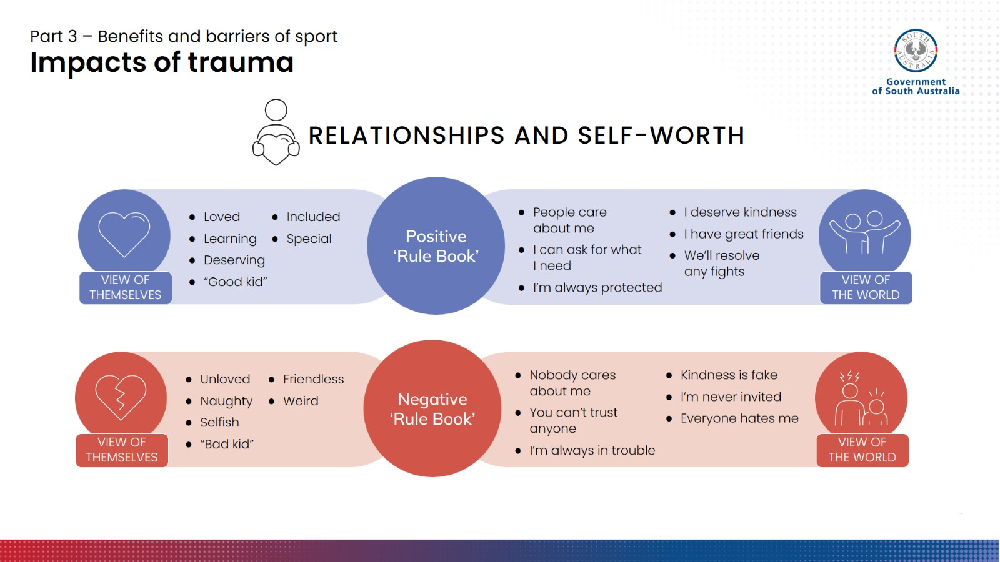 Part 3 – Benefits and barriers of sport
Impacts of trauma
SOUTH AUSTRALIA
Government
of South Australia
RELATIONSHIPS AND SELF-WORTH
VIEW OF
THEMSELVES
● Loved
● Learning
● Deserving
● “Good kid”
● Included
● Special
Positive
‘Rule Book’
● People care
about me
● I can ask for what
I need
● I’m always protected
● I deserve kindness
● I have great friends
● We’ll resolve
any fights
VIEW OF
THE WORLD
VIEW OF
THEMSELVES
● Unloved
● Naughty
● Selfish
● “Bad kid”
● Friendless
● Weird
Negative
‘Rule Book’
● Nobody cares
about me
● You can’t trust
anyone
● I’m always in trouble
● Kindness is fake
● I’m never invited
● Everyone hates me
VIEW OF
THE WORLD